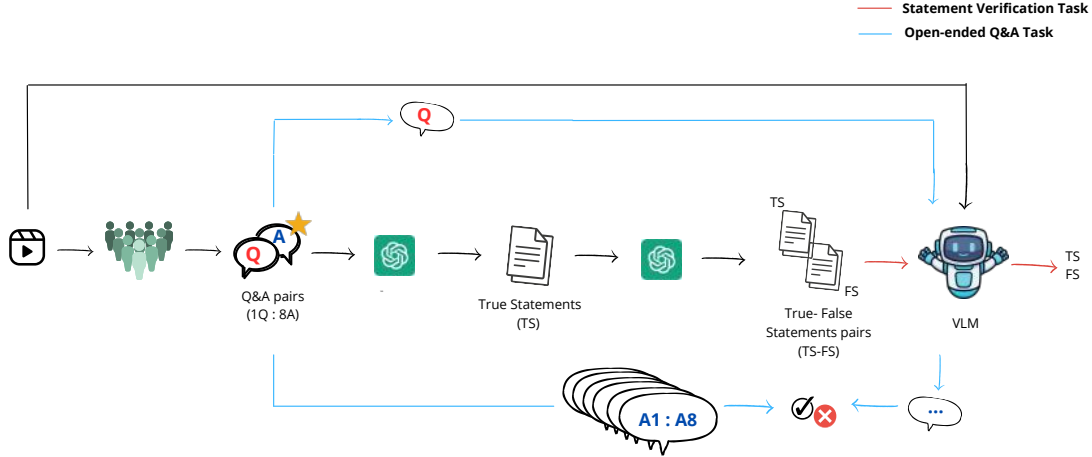 Statement Verification Task
Open-ended Q&A Task
Q
TS
A
Q
TS
FS
FS
Q&A pairs
(1Q : 8A)
True Statements
(TS)
True- False
Statements pairs
(TS-FS)
VLM
A1 : A8
...